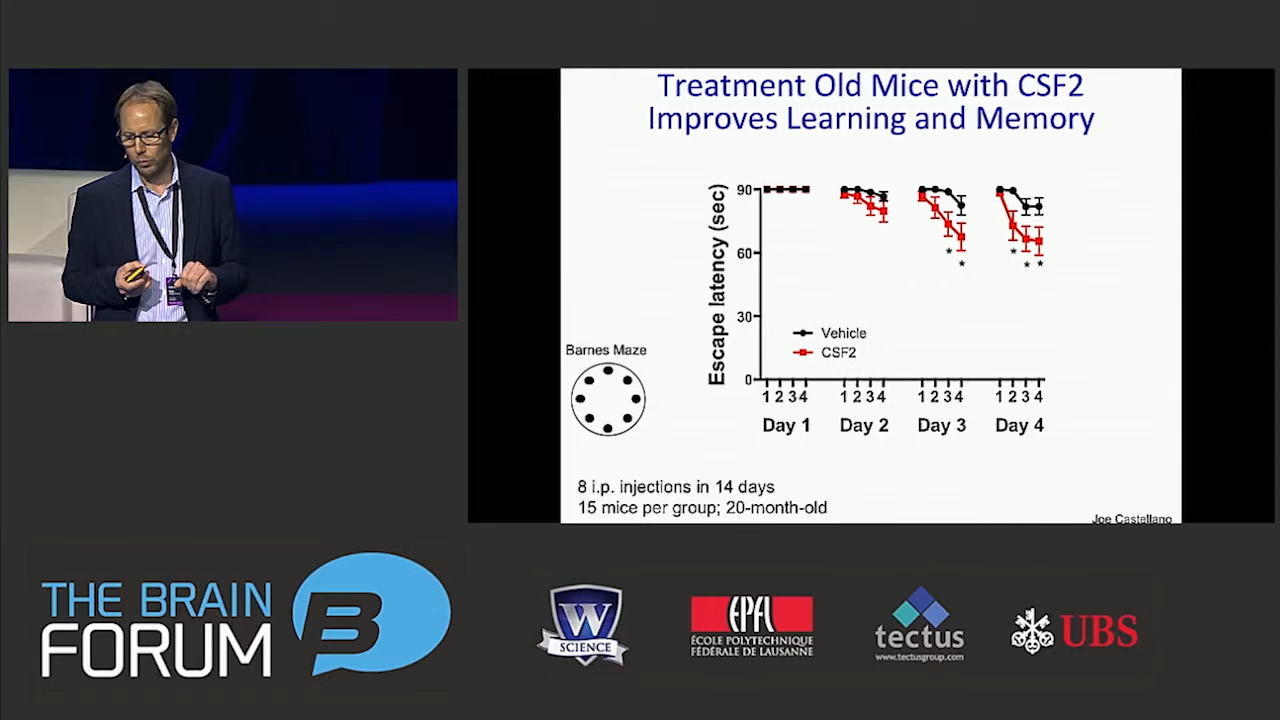 Treatment Old Mice with CSF2
Improves Learning and Memory
Escape latency (sec)
90
60
30
0
* * * * *
Vehicle
CSF2
1 2 3 4 1 2 3 4 1 2 3 4 1 2 3 4
Day 1 Day 2 Day 3 Day 4
Barnes Maze
8 i.p. injections in 14 days
15 mice per group; 20-month-old
Joe Castellano
THE BRAIN
FORUM
B
W
SCIENCE
EPFL
ÉCOLE POLYTECHNIQUE
FÉDÉRALE DE LAUSANNE
tectus
www.tectusgroup.com
UBS